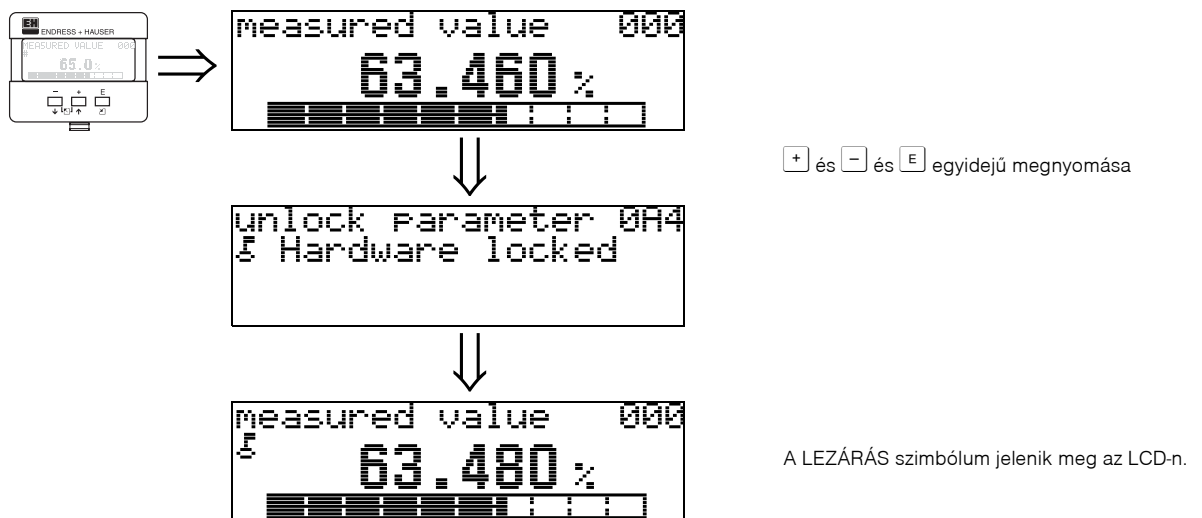 EH ENDRESS + HAUSER
MEASURED VALUE 000
65.0 %
- + E
measured value 000
63.460 %
+ és - és E egyidejű megnyomása
unlock parameter 0A4
Hardware locked
measured value 000
63.480 %
A LEZÁRÁS szimbólum jelenik meg az LCD-n.